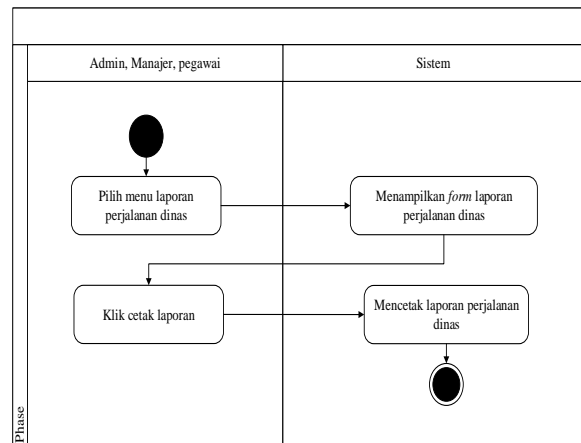 Admin, Manajer, pegawai
Sistem
Pilih menu laporan
perjalanan dinas
Menampilkan form laporan
perjalanan dinas
Klik cetak laporan
Mencetak laporan perjalanan
dinas
Phase